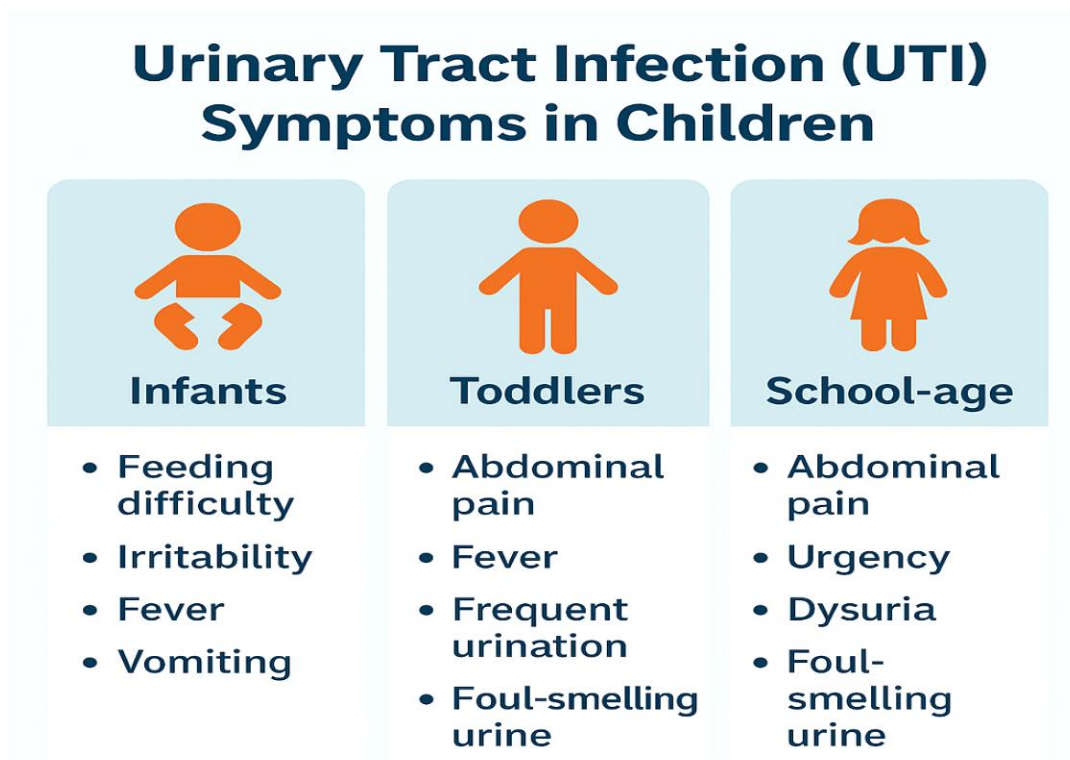 Urinary Tract Infection (UTI)
Symptoms in Children
Infants
• Feeding
difficulty
• Irritability
• Fever
• Vomiting
Toddlers
• Abdominal
pain
• Fever
• Frequent
urination
• Foul-smelling
urine
School-age
• Abdominal
pain
• Urgency
• Dysuria
• Foul-
smelling
urine